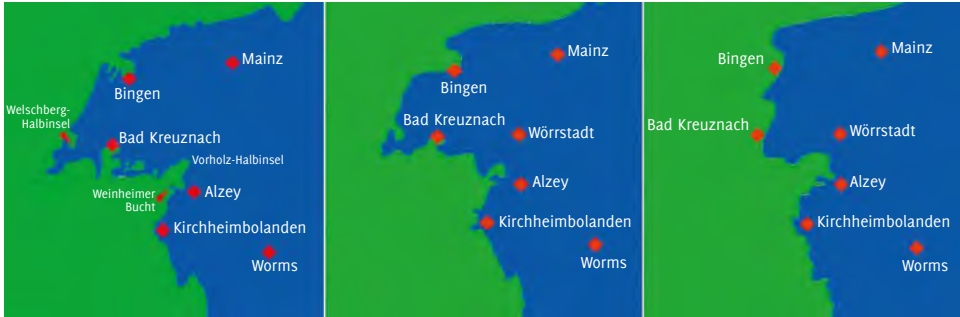 Mainz
Bingen
Welschberg-
Halbinsel
Bad Kreuznach
Vorholz-Halbinsel
Weinheimer
Bucht
Alzey
Kirchheimbolanden
Worms
Mainz
Bingen
Bad Kreuznach
Wörrstadt
Alzey
Kirchheimbolanden
Worms
Mainz
Bingen
Bad Kreuznach
Wörrstadt
Alzey
Kirchheimbolanden
Worms